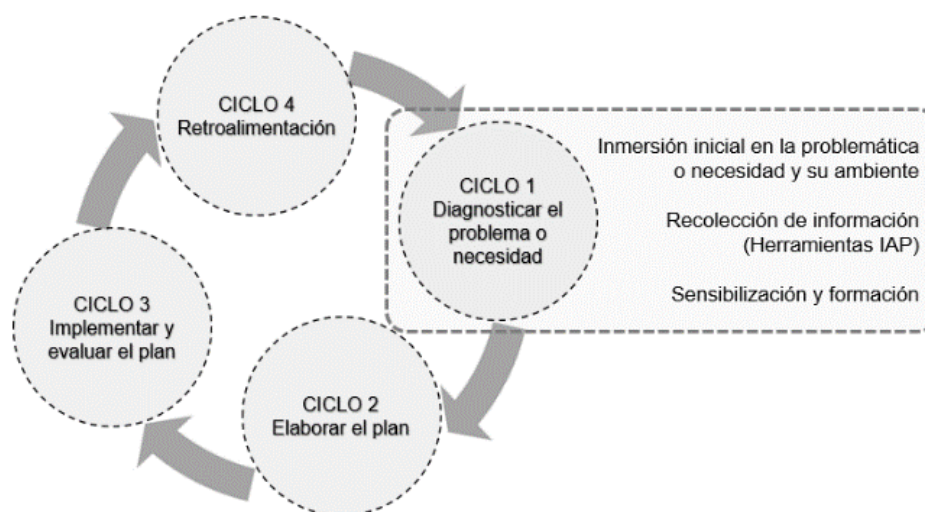 CICLO 4
Retroalimentación
CICLO 1
Diagnosticar el
problema o
necesidad
Inmersión inicial en la problemática
o necesidad y su ambiente
Recolección de información
(Herramientas IAP)
Sensibilización y formación
CICLO 3
Implementar y
evaluar el plan
CICLO 2
Elaborar el plan